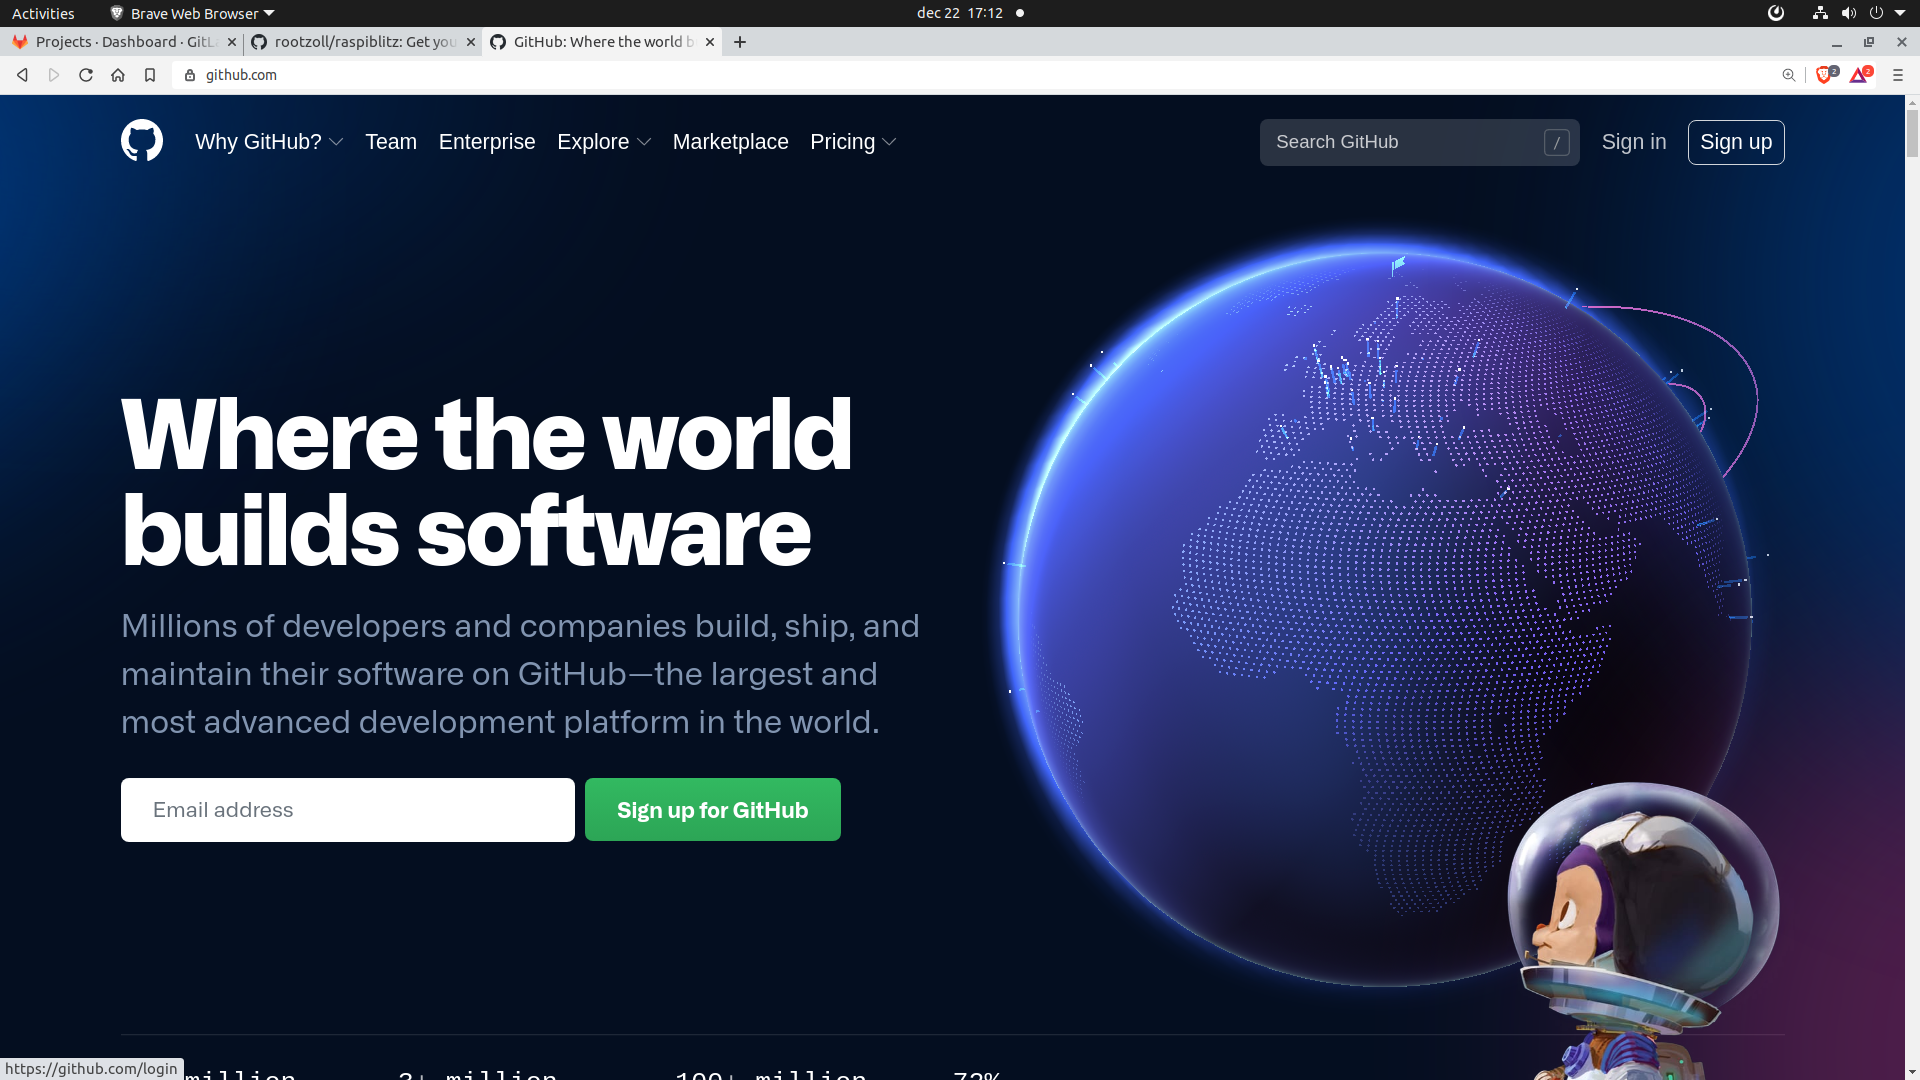 Activities
Brave Web Browser
dec 22 17:12
Projects · Dashboard · GitL
rootzoll/raspiblitz: Get you
GitHub: Where the world b
github.com
2
2
Why GitHub?
Team
Enterprise
Explore
Marketplace
Pricing
Search GitHub
/
Sign in
Sign up
Where the world
builds software
Millions of developers and companies build, ship, and
maintain their software on GitHub—the largest and
most advanced development platform in the world.
Email address
Sign up for GitHub
https://github.com/login
million
3+ million
100+ million
72%